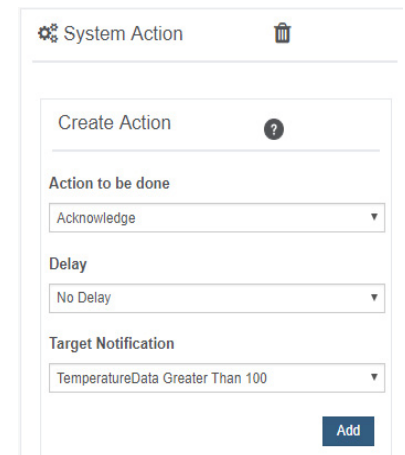 System Action
Create Action
?
Action to be done
Acknowledge
Delay
No Delay
Target Notification
TemperatureData Greater Than 100
Add